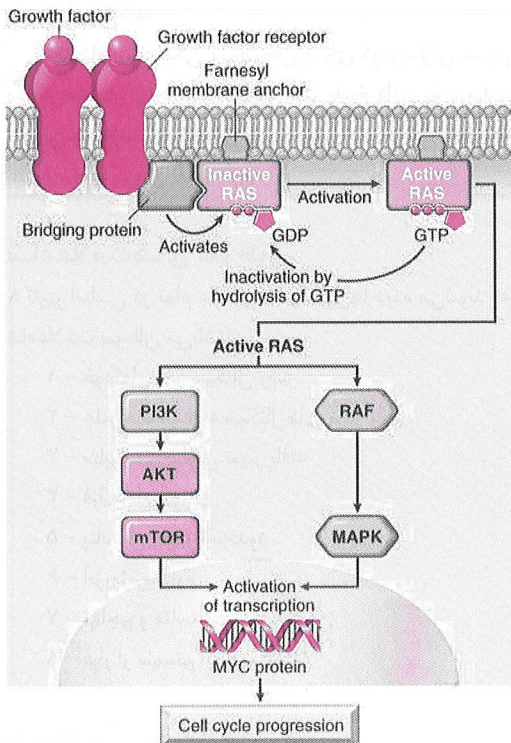 Growth factor
Growth factor receptor
Farnesyl
membrane anchor
Inactive
RAS
Active
RAS
Activation
Bridging protein
Activates
GDP
GTP
Inactivation by
hydrolysis of GTP
Active RAS
PI3K
RAF
AKT
mTOR
MAPK
Activation
of transcription
MYC protein
Cell cycle progression